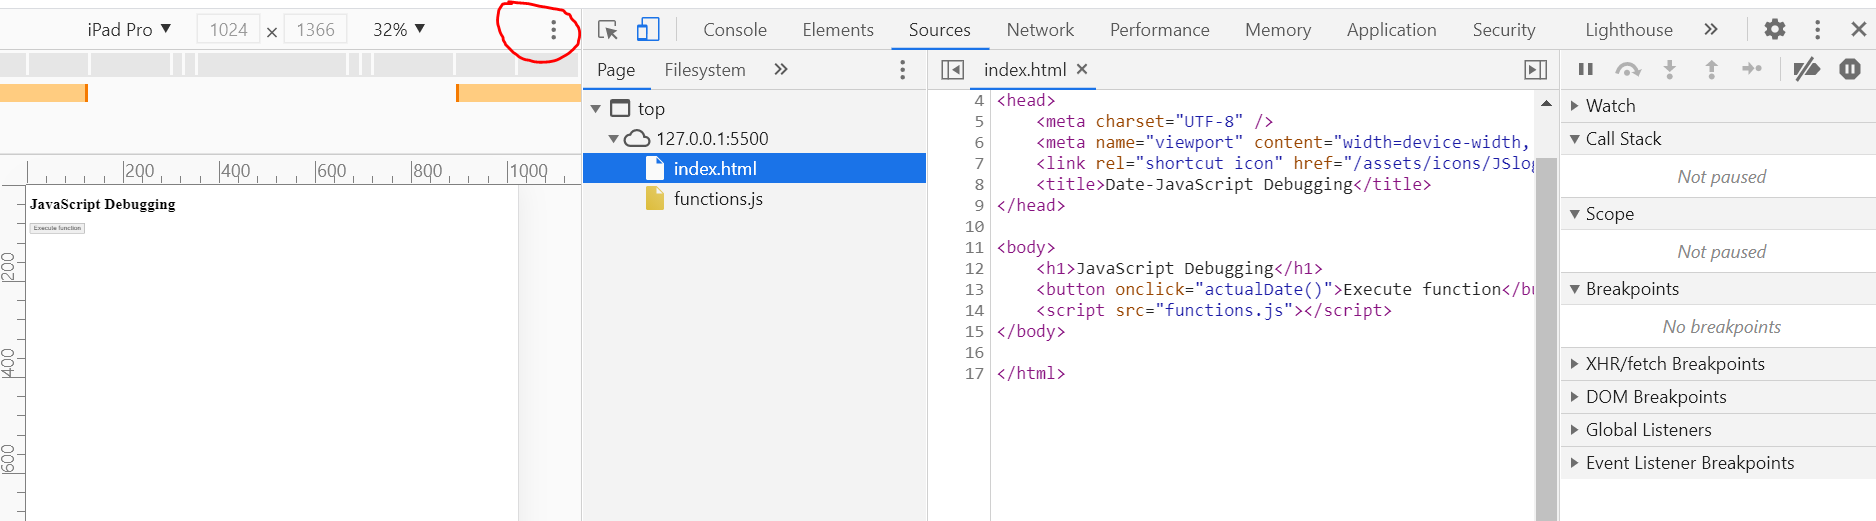 iPad Pro ▼ 1024 × 1366 32% ▼
Console Elements Sources Network Performance Memory Application Security Lighthouse »
Page Filesystem »
index.html ×
200 400 600 800 1000
200
400
600
JavaScript Debugging
Execute function
top
127.0.0.1:5500
index.html
functions.js
4 <head>
5 <meta charset="UTF-8" />
6 <meta name="viewport" content="width=device-width,
7 <link rel="shortcut icon" href="/assets/icons/JSlog
8 <title>Date-JavaScript Debugging</title>
9 </head>
10
11 <body>
12 <h1>JavaScript Debugging</h1>
13 <button onclick="actualDate()">Execute function</bu
14 <script src="functions.js"></script>
15 </body>
16
17 </html>
Watch
Call Stack
Not paused
Scope
Not paused
Breakpoints
No breakpoints
XHR/fetch Breakpoints
DOM Breakpoints
Global Listeners
Event Listener Breakpoints